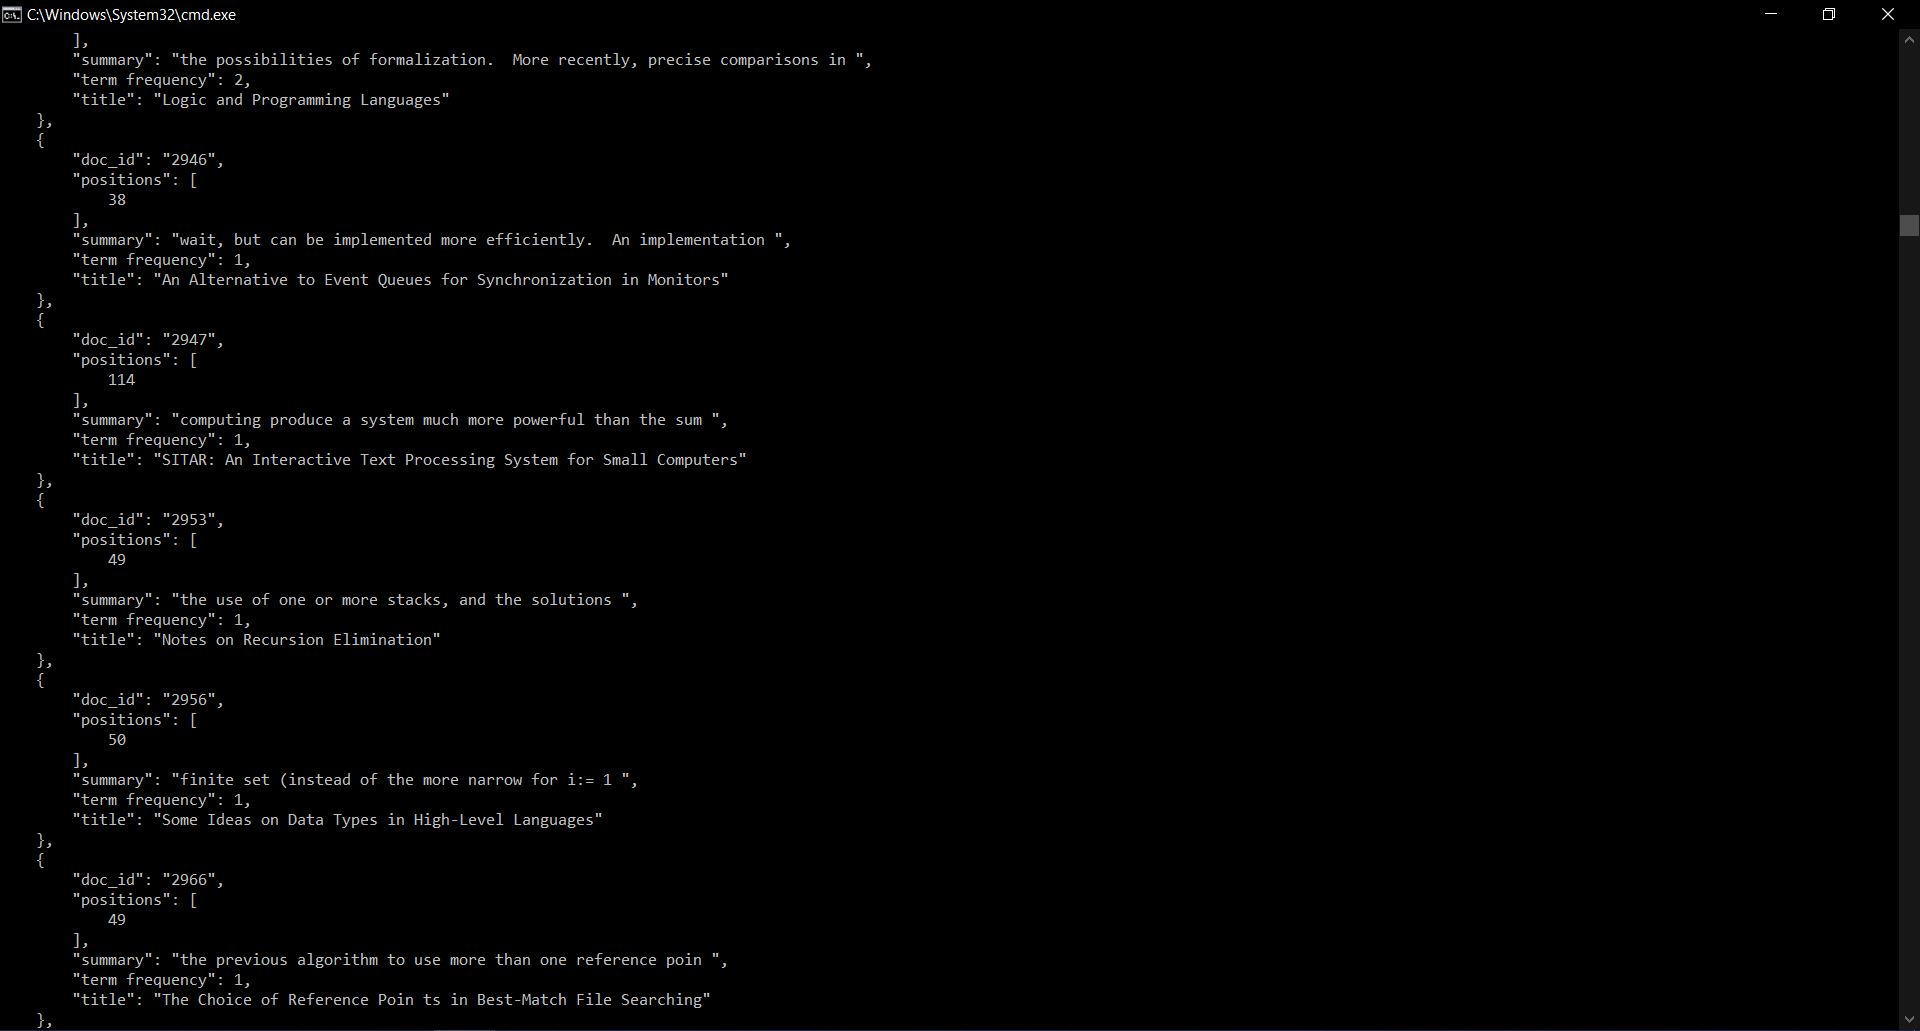 C:\Windows\System32\cmd.exe
        ],
        "summary": "the possibilities of formalization.  More recently, precise comparisons in ",
        "term frequency": 2,
        "title": "Logic and Programming Languages"
    },
    {
        "doc_id": "2946",
        "positions": [
            38
        ],
        "summary": "wait, but can be implemented more efficiently.  An implementation ",
        "term frequency": 1,
        "title": "An Alternative to Event Queues for Synchronization in Monitors"
    },
    {
        "doc_id": "2947",
        "positions": [
            114
        ],
        "summary": "computing produce a system much more powerful than the sum ",
        "term frequency": 1,
        "title": "SITAR: An Interactive Text Processing System for Small Computers"
    },
    {
        "doc_id": "2953",
        "positions": [
            49
        ],
        "summary": "the use of one or more stacks, and the solutions ",
        "term frequency": 1,
        "title": "Notes on Recursion Elimination"
    },
    {
        "doc_id": "2956",
        "positions": [
            50
        ],
        "summary": "finite set (instead of the more narrow for i:= 1 ",
        "term frequency": 1,
        "title": "Some Ideas on Data Types in High-Level Languages"
    },
    {
        "doc_id": "2966",
        "positions": [
            49
        ],
        "summary": "the previous algorithm to use more than one reference poin ",
        "term frequency": 1,
        "title": "The Choice of Reference Poin ts in Best-Match File Searching"
    },